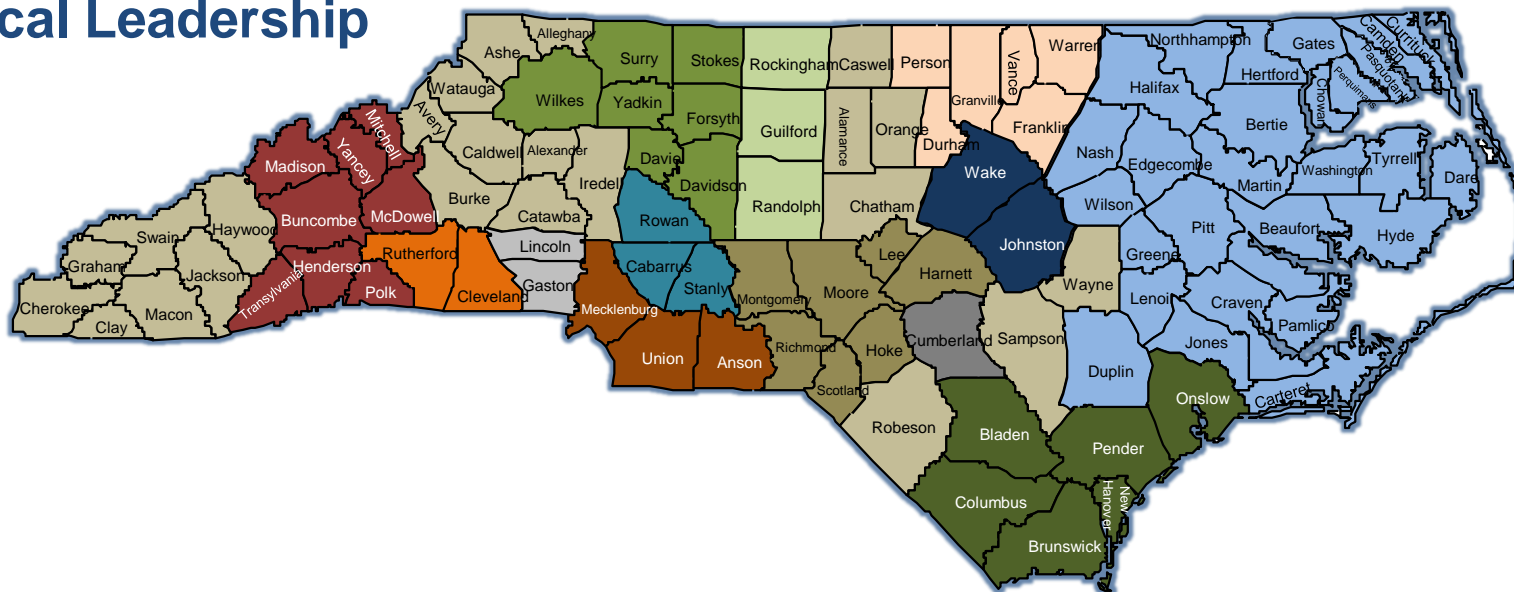 cal Leadership
Alleghany
Ashe
Surry
Stokes
Rockingham
Caswell
Person
Vance
Warren
Northhampton
Gates
Camden
Currituck
Pasquotank
Perquimans
Chowan
Hertford
Watauga
Wilkes
Yadkin
Forsyth
Guilford
Alamance
Orange
Durham
Granville
Franklin
Halifax
Bertie
Mitchell
Avery
Yancey
Madison
Caldwell
Alexander
Iredell
Davie
Davidson
Randolph
Chatham
Wake
Nash
Edgecombe
Martin
Washington
Tyrrell
Dare
Burke
Catawba
Rowan
McDowell
Buncombe
Haywood
Swain
Graham
Jackson
Cherokee
Clay
Macon
Transylvania
Henderson
Polk
Rutherford
Cleveland
Lincoln
Gaston
Mecklenburg
Cabarrus
Stanly
Union
Anson
Montgomery
Moore
Lee
Harnett
Johnston
Wilson
Greene
Pitt
Beaufort
Hyde
Wayne
Lenoi
Craven
Pamlico
Richmond
Scotland
Hoke
Cumberland
Sampson
Duplin
Jones
Carteret
Onslow
Robeson
Bladen
Pender
Columbus
Brunswick
New
Hanover